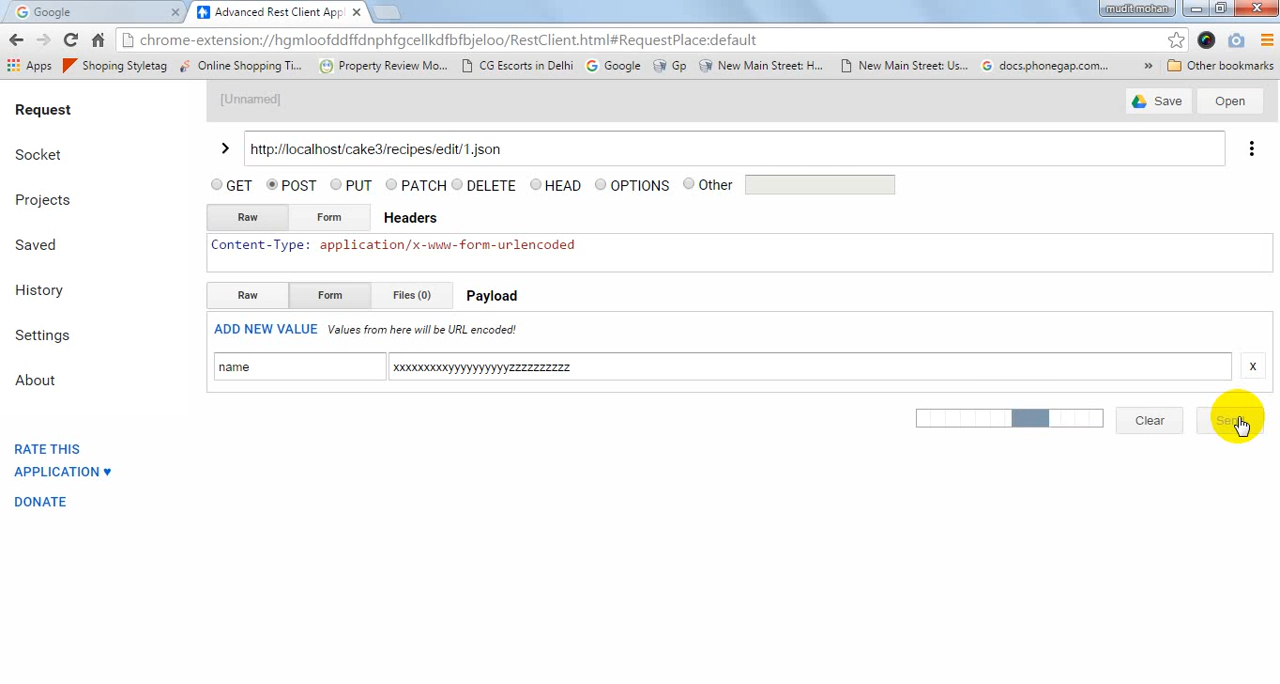 Google
Advanced Rest Client Appl
mudit mohan
chrome-extension://hgmloofddffdnphfgcellkdfbfbjeloo/RestClient.html#RequestPlace:default
Apps Shoping Styletag Online Shopping Ti... Property Review Mo... CG Escorts in Delhi Google Gp New Main Street: H... New Main Street: Us... docs.phonegap.com... » Other bookmarks
Request
[Unnamed]
Save Open
Socket
http://localhost/cake3/recipes/edit/1.json
Projects
GET POST PUT PATCH DELETE HEAD OPTIONS Other
Raw Form Headers
Saved
Content-Type: application/x-www-form-urlencoded
History
Raw Form Files (0) Payload
Settings
ADD NEW VALUE Values from here will be URL encoded!
About
name xxxxxxxxxyyyyyyyyyyzzzzzzzzzz x
Clear Send
RATE THIS
APPLICATION ♥
DONATE